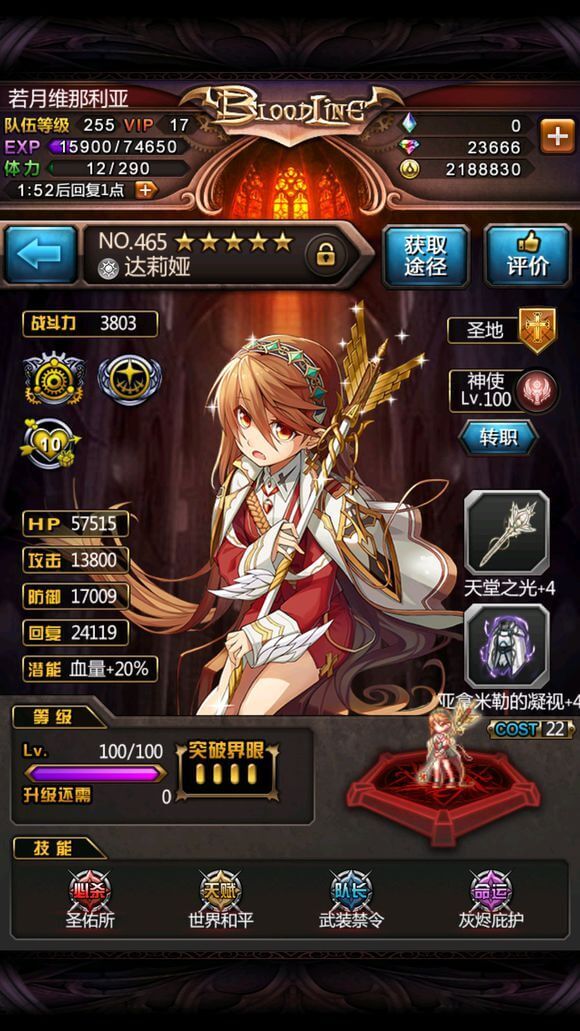 若月维那利亚
BLOODLINE
队伍等级 255 VIP 17
0
EXP 15900/74650
23666
体力 12/290
2188830
1:52后回复1点
NO.465
达莉娅
获取途径
评价
战斗力 3803
圣地
神使
Lv.100
转职
10
HP 57515
攻击 13800
防御 17009
回复 24119
潜能 血量+20%
天堂之光+4
亚拿米勒的凝视+4
COST 22
等级
Lv. 100/100
突破界限
升级还需 0
技能
必杀 天赋 队长 命运
圣佑所 世界和平 武装禁令 灰烬庇护